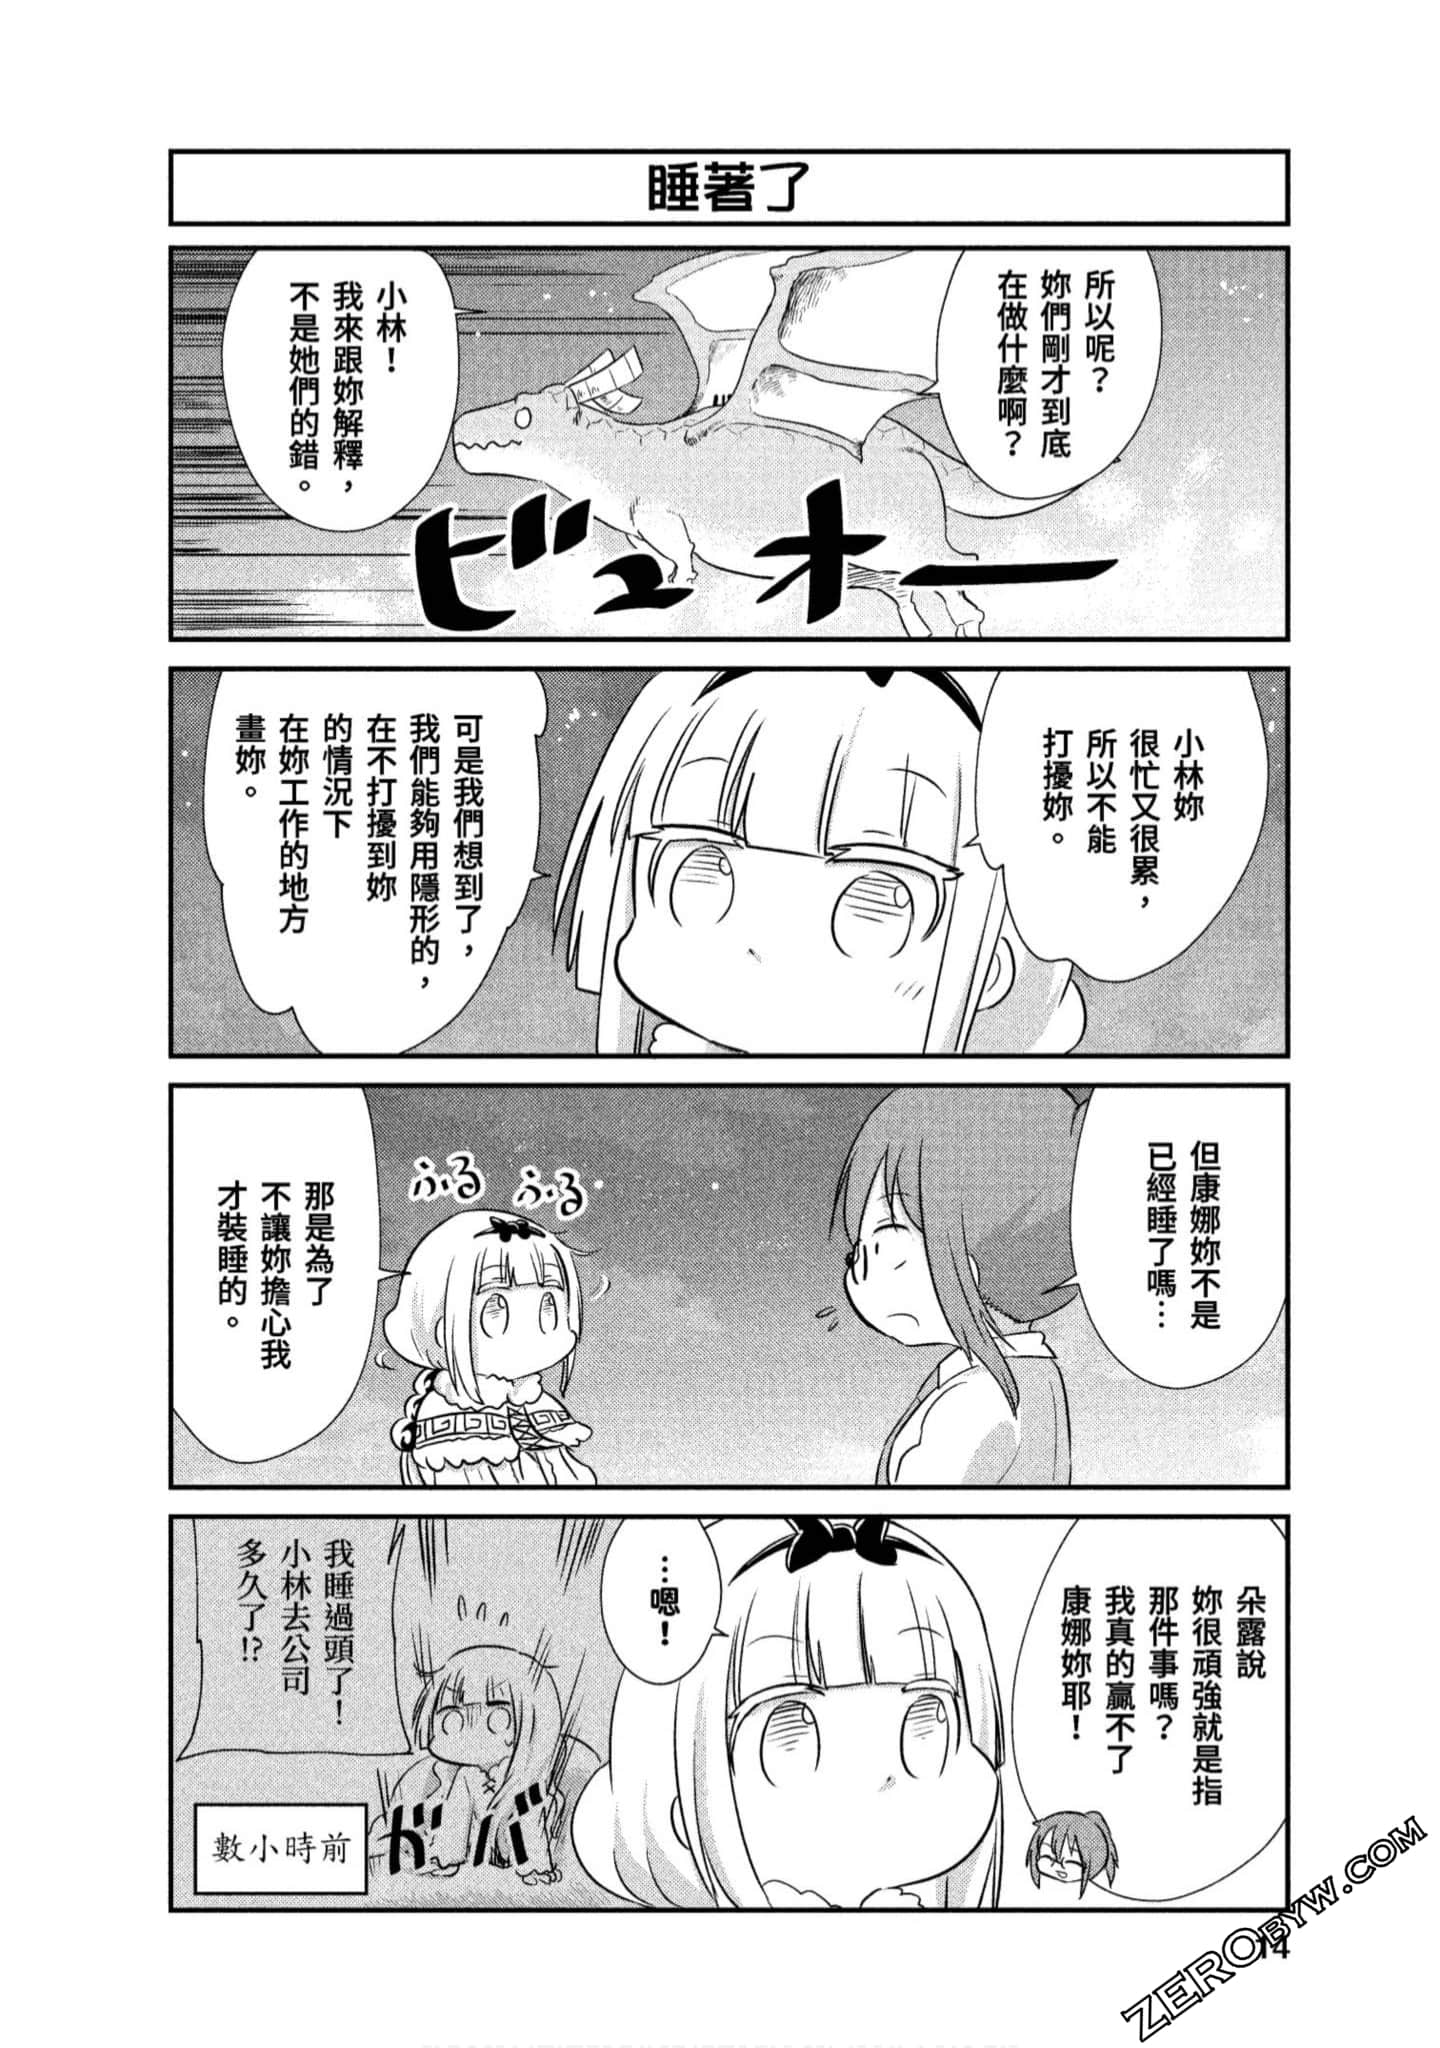 睡著了
所以呢？
妳們剛才到底
在做什麼啊？
小林！
我來跟妳解釋，
不是她們的錯。
ビュオー
小林妳
很忙又很累，
所以不能
打擾妳。
可是我們想到了，
我們能夠用隱形的，
在不打擾到妳
的情況下
在妳工作的地方
畫妳。
但康娜妳不是
已經睡了嗎…
ふる ふる
那是為了
不讓妳擔心我
才裝睡的。
朵露說
妳很頑強就是指
那件事嗎？
我真的贏不了
康娜妳耶！
…嗯！
我睡過頭了！
小林去公司
多久了!?
ガバ
數小時前
14
ZEROBYW.COM